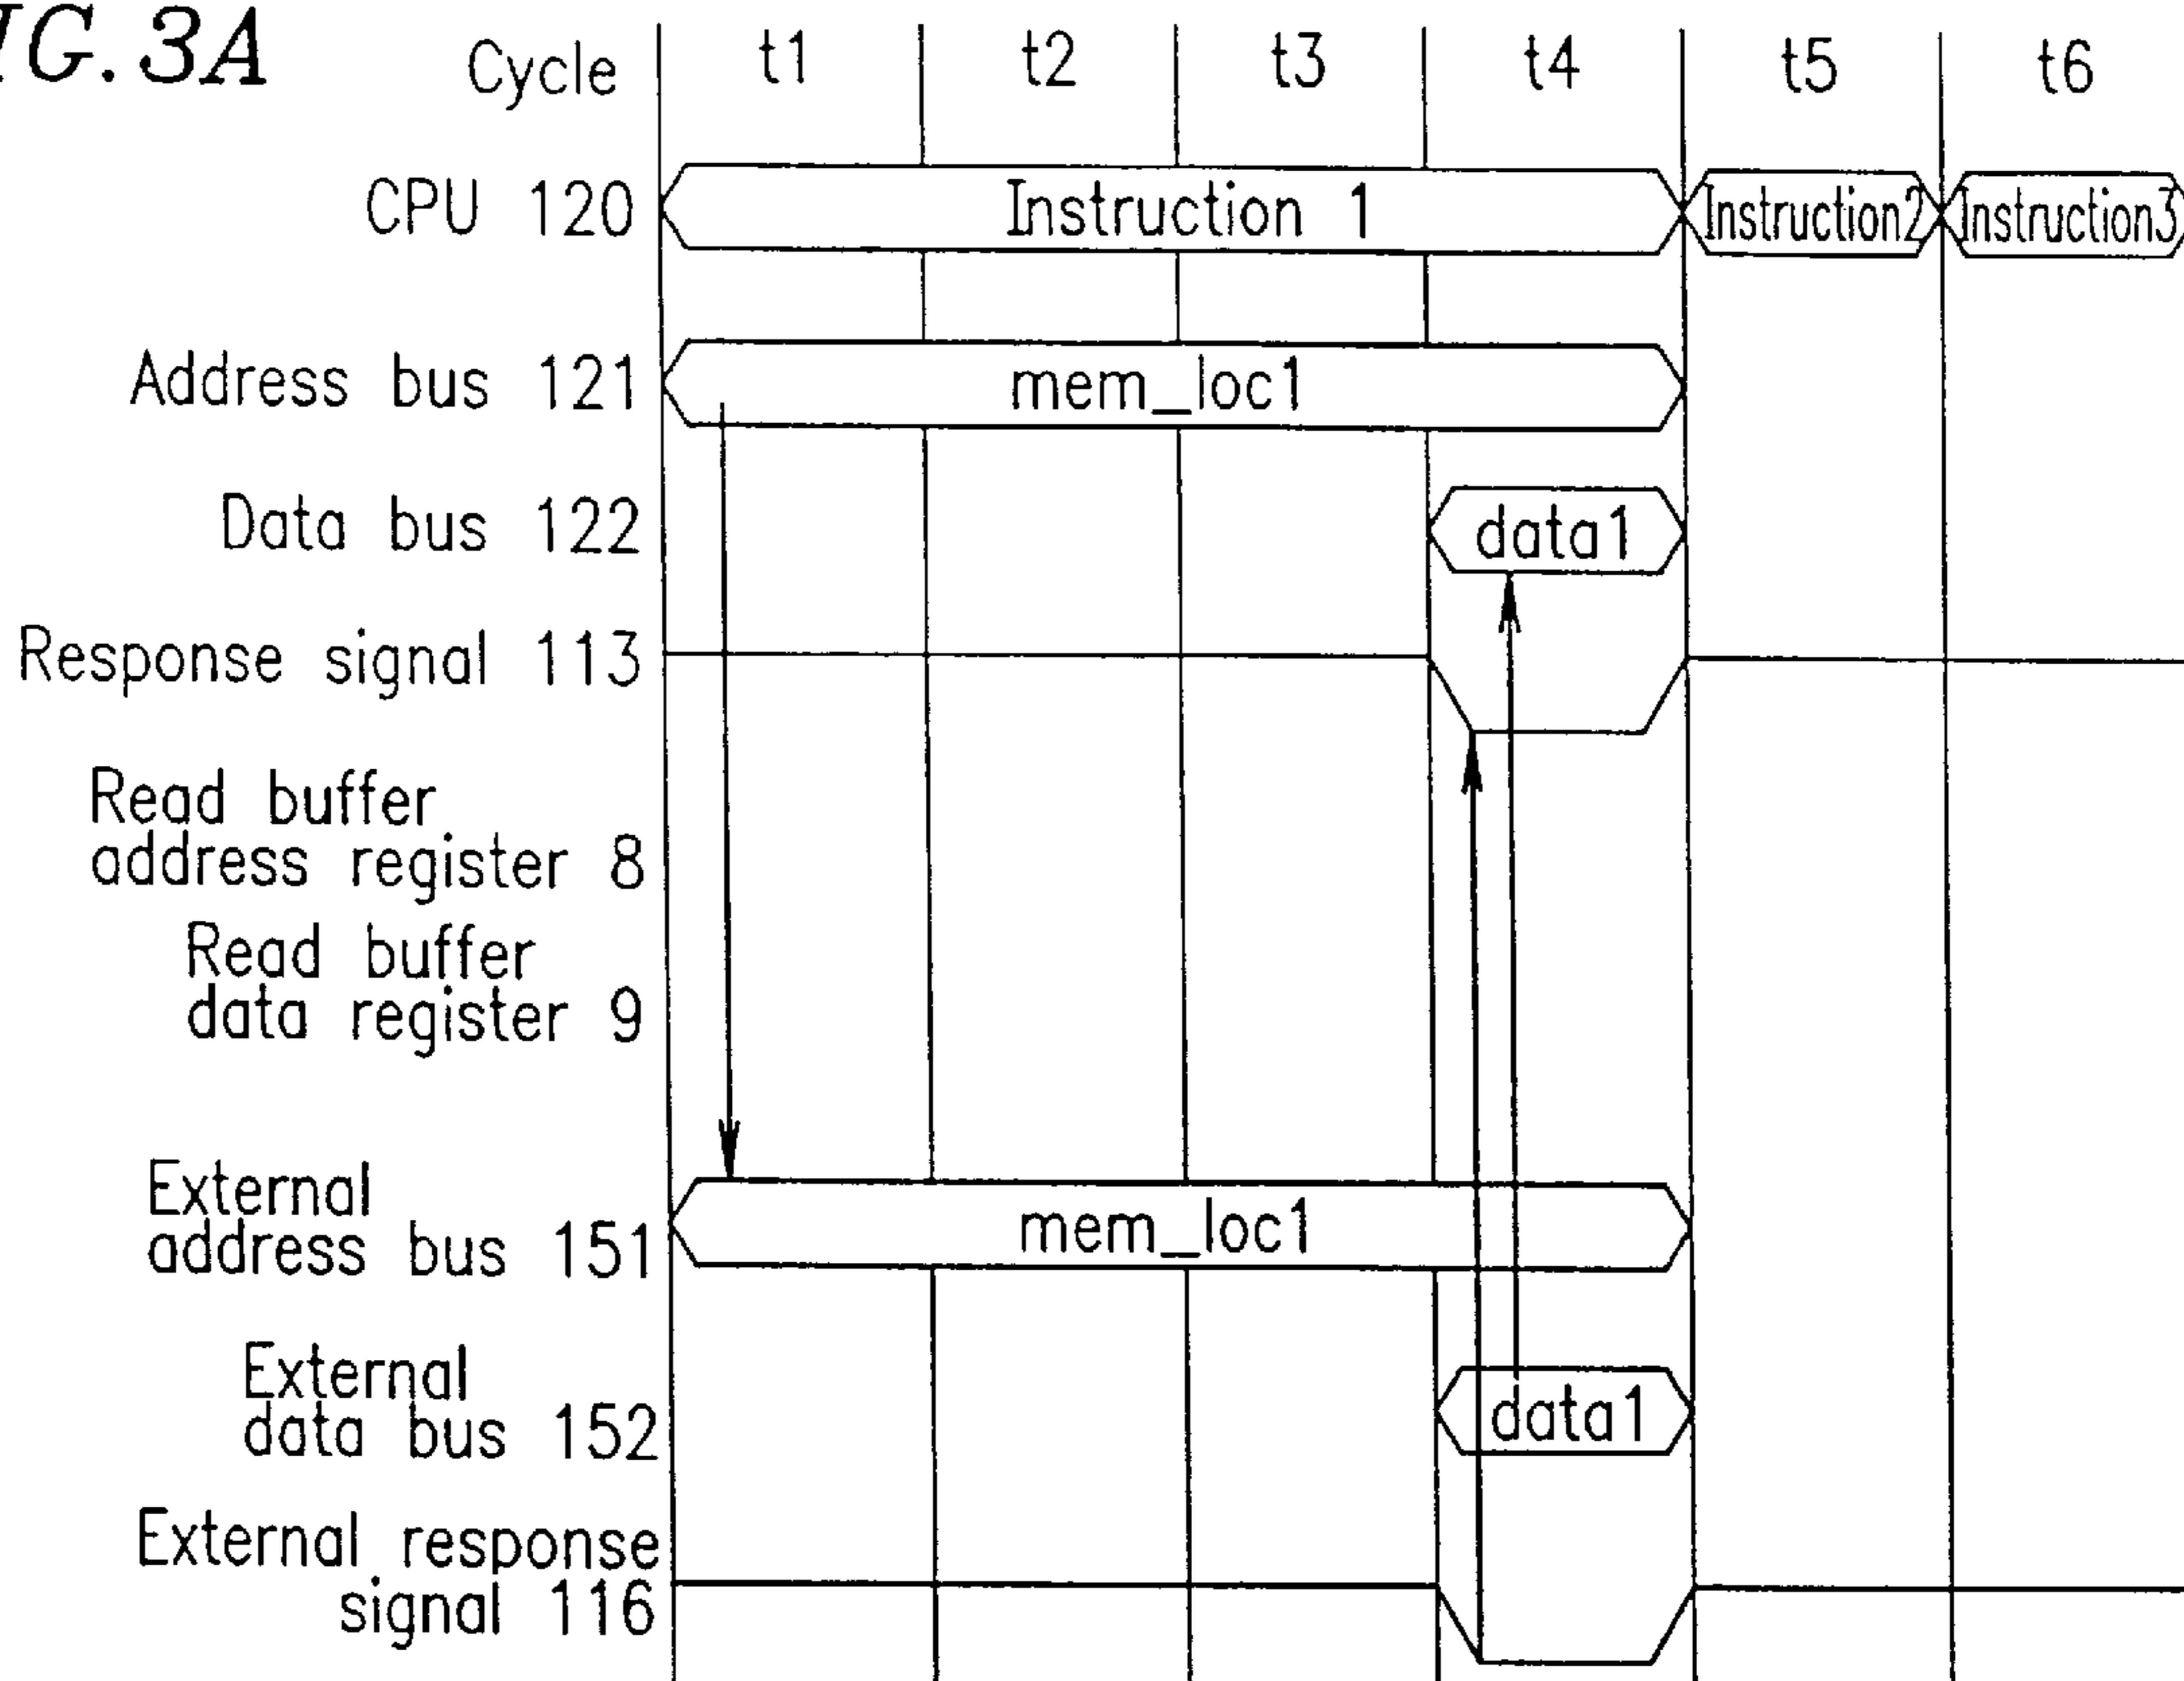 G. 3A
Cycle t1 t2 t3 t4 t5 t6
CPU 120 Instruction 1 Instruction2 Instruction3
Address bus 121 mem_loc1
Data bus 122 data1
Response signal 113
Read buffer
address register 8
Read buffer
data register 9
External
address bus 151 mem_loc1
External
data bus 152 data1
External response
signal 116